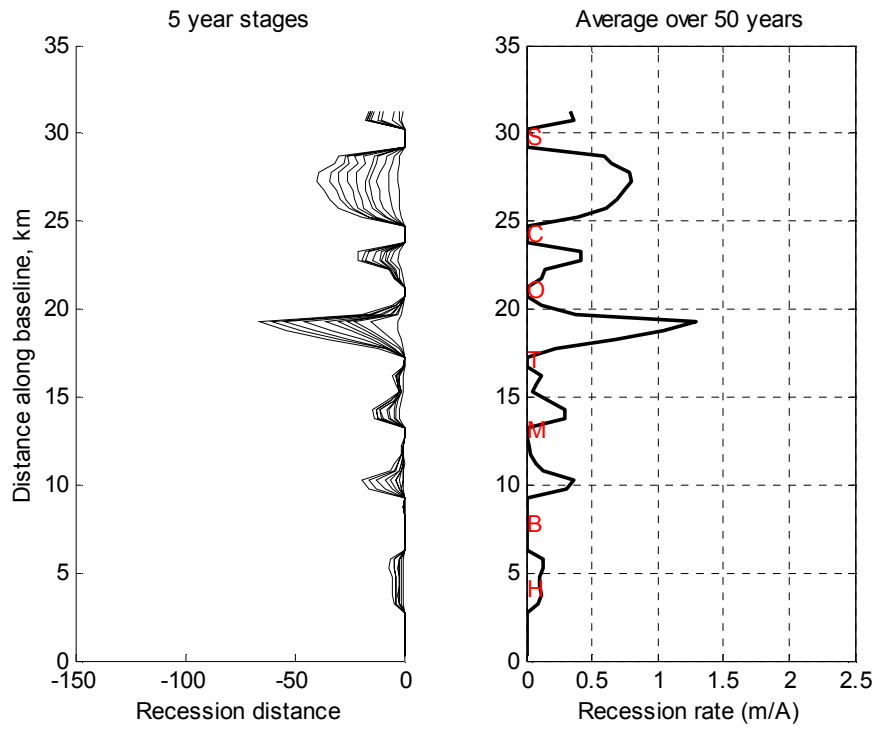 5 year stages
Average over 50 years
35
30
25
20
15
10
5
0
Distance along baseline, km
-150
-100
-50
0
Recession distance
35
30
25
20
15
10
5
0
S
C
O
T
M
B
H
0
0.5
1
1.5
2
2.5
Recession rate (m/A)